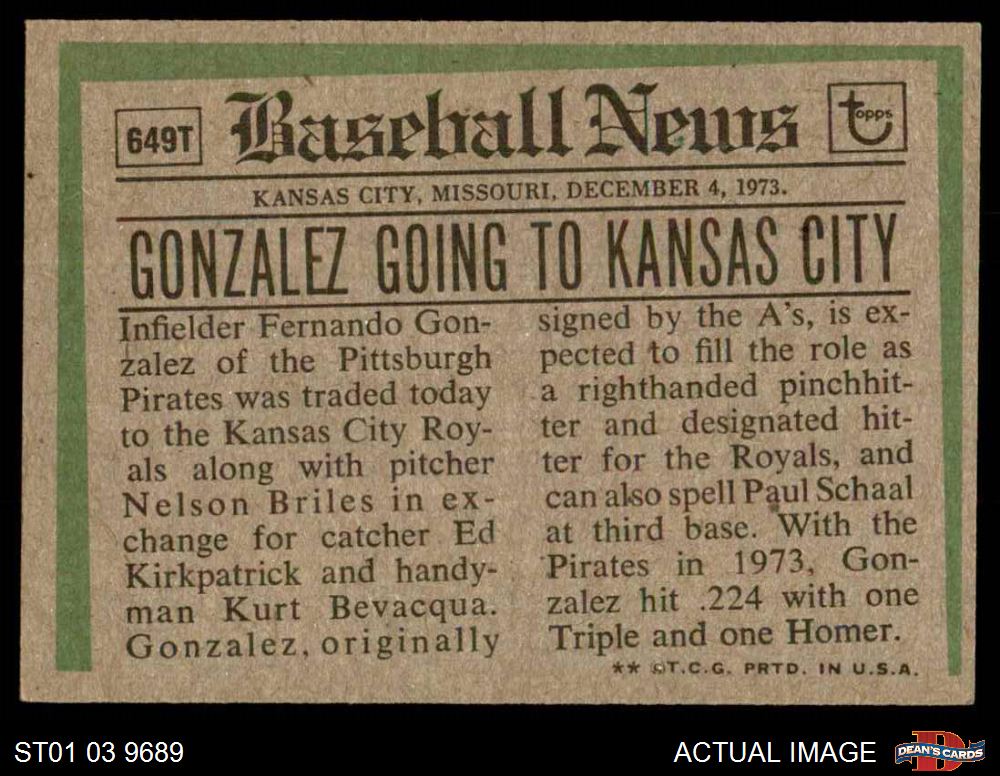 649T
Baseball News
topps
KANSAS CITY, MISSOURI, DECEMBER 4, 1973.
GONZALEZ GOING TO KANSAS CITY
Infielder Fernando Gon-
zalez of the Pittsburgh
Pirates was traded today
to the Kansas City Roy-
als along with pitcher
Nelson Briles in ex-
change for catcher Ed
Kirkpatrick and handy-
man Kurt Bevacqua.
Gonzalez, originally
signed by the A's, is ex-
pected to fill the role as
a righthanded pinchhit-
ter and designated hit-
ter for the Royals, and
can also spell Paul Schaal
at third base. With the
Pirates in 1973, Gon-
zalez hit .224 with one
Triple and one Homer.
** ©T.C.G. PRTD. IN U.S.A.
ST01 03 9689
ACTUAL IMAGE
D
DEAN'S CARDS